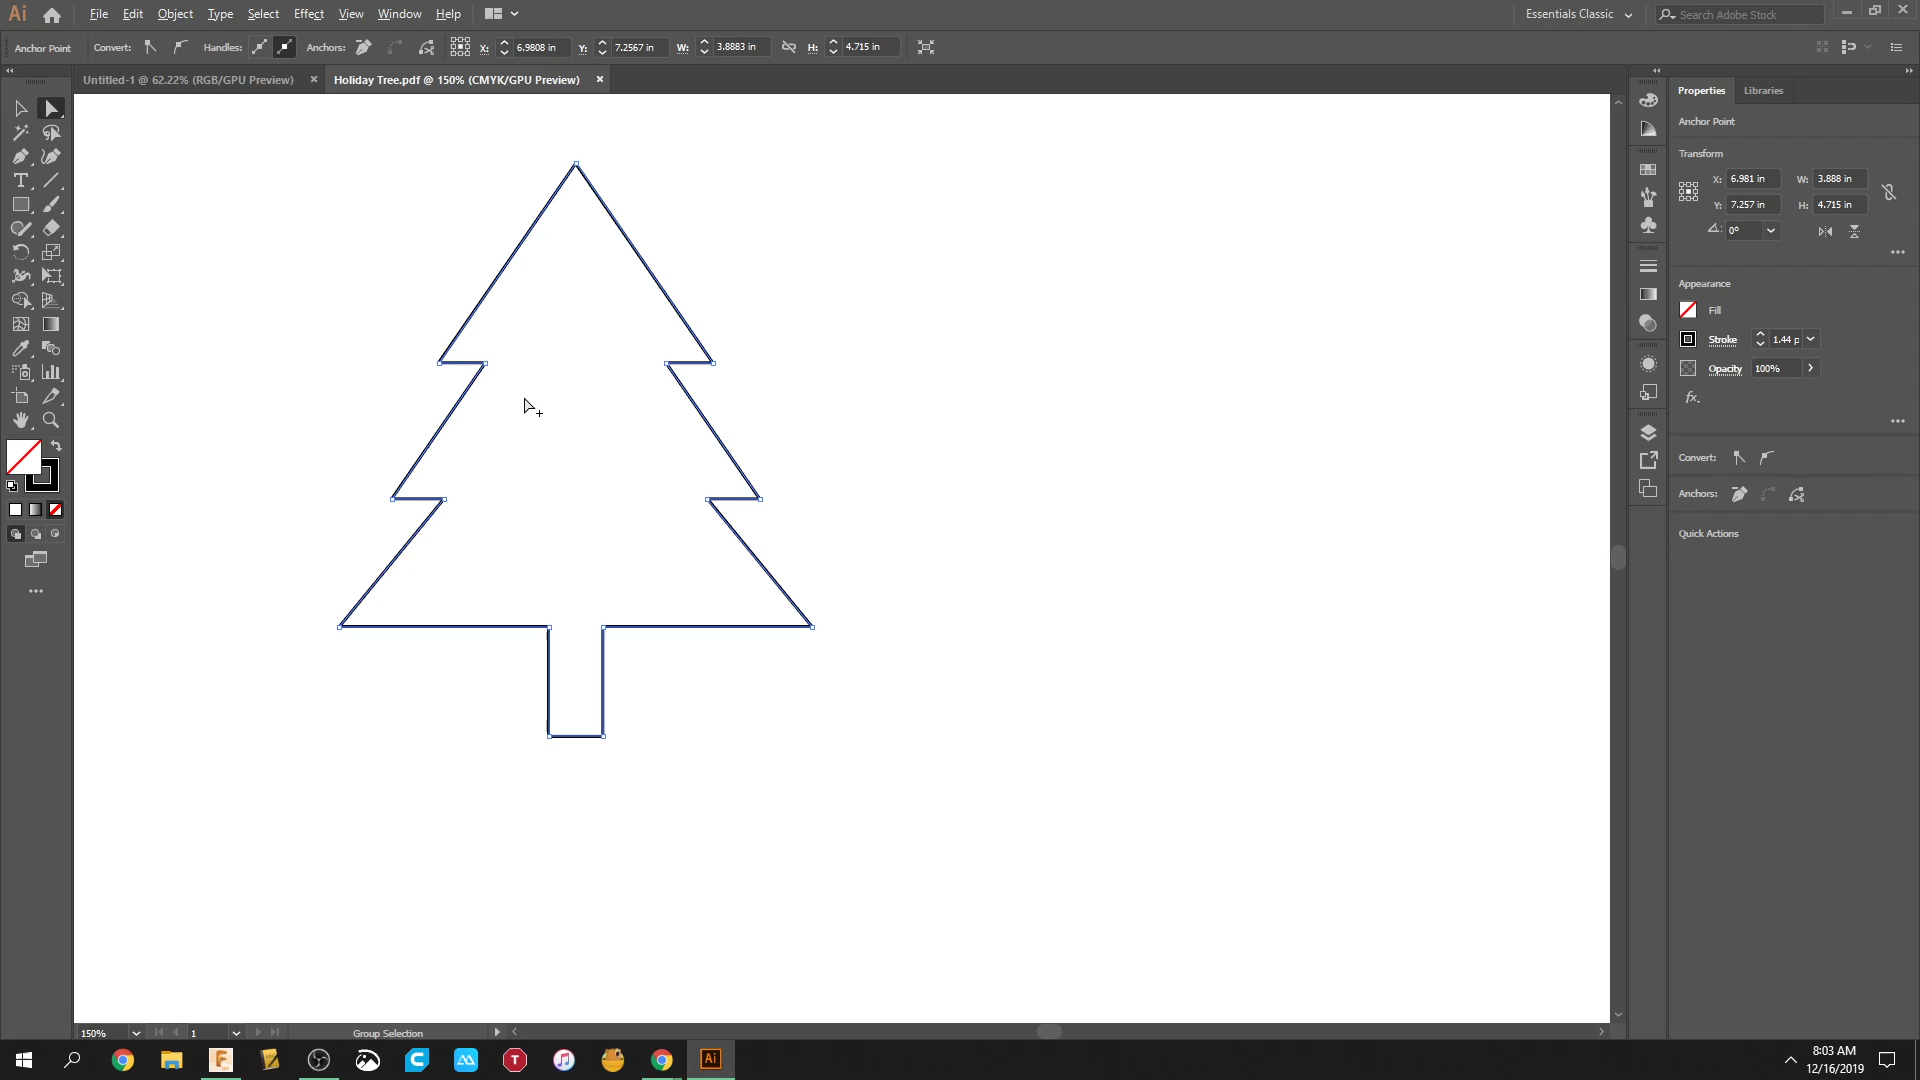 Ai File Edit Object Type Select Effect View Window Help Essentials Classic Search Adobe Stock
Anchor Point Convert: Handles: Anchors: X: 6.9808 in Y: 7.2567 in W: 3.8883 in H: 4.715 in
Untitled-1 @ 62.22% (RGB/GPU Preview) × Holiday Tree.pdf @ 150% (CMYK/GPU Preview) ×
Properties Libraries
Anchor Point
Transform
X: 6.981 in W: 3.888 in
Y: 7.257 in H: 4.715 in
0°
Appearance
Fill
Stroke 1.44 p
Opacity 100%
fx.
Convert:
Anchors:
Quick Actions
150% 1 Group Selection
8:03 AM
12/16/2019